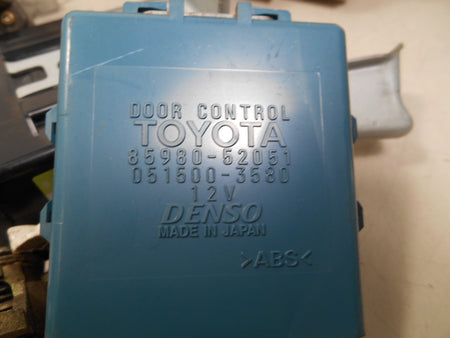 DOOR CONTROL
TOYOTA
85980-52051
051500-3580
12V
DENSO
MADE IN JAPAN
>ABS<